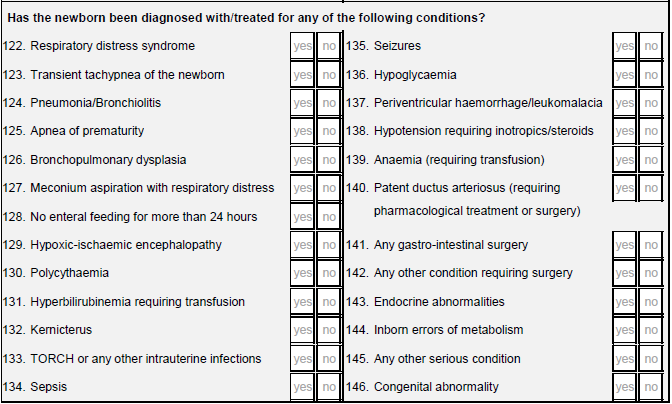 Has the newborn been diagnosed with/treated for any of the following conditions?
122. Respiratory distress syndrome yes no
123. Transient tachypnea of the newborn yes no
124. Pneumonia/Bronchiolitis yes no
125. Apnea of prematurity yes no
126. Bronchopulmonary dysplasia yes no
127. Meconium aspiration with respiratory distress yes no
128. No enteral feeding for more than 24 hours yes no
129. Hypoxic-ischaemic encephalopathy yes no
130. Polycythaemia yes no
131. Hyperbilirubinemia requiring transfusion yes no
132. Kernicterus yes no
133. TORCH or any other intrauterine infections yes no
134. Sepsis yes no
135. Seizures yes no
136. Hypoglycaemia yes no
137. Periventricular haemorrhage/leukomalacia yes no
138. Hypotension requiring inotropics/steroids yes no
139. Anaemia (requiring transfusion) yes no
140. Patent ductus arteriosus (requiring yes no
pharmacological treatment or surgery)
141. Any gastro-intestinal surgery yes no
142. Any other condition requiring surgery yes no
143. Endocrine abnormalities yes no
144. Inborn errors of metabolism yes no
145. Any other serious condition yes no
146. Congenital abnormality yes no